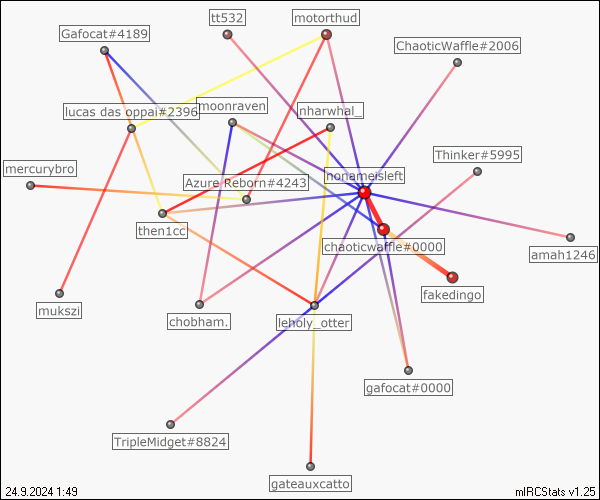 tt532
motorthud
Gafocat#4189
ChaoticWaffle#2006
moonraven
nharwhal_
lucas das oppai#2396
Thinker#5995
mercurybro
nonameisleft
Azure Reborn#4243
then1cc
chaoticwaffle#0000
amah1246
fakedingo
mukszi
chobham.
leholy_otter
gafocat#0000
TripleMidget#8824
gateauxcatto
24.9.2024 1:49
mIRCStats v1.25